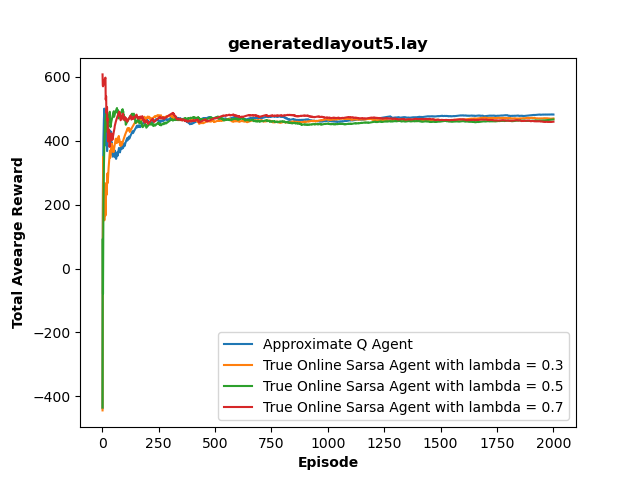 generatedlayout5.lay
Total Avearge Reward
600
400
200
0
−200
−400
Approximate Q Agent
True Online Sarsa Agent with lambda = 0.3
True Online Sarsa Agent with lambda = 0.5
True Online Sarsa Agent with lambda = 0.7
0 250 500 750 1000 1250 1500 1750 2000
Episode